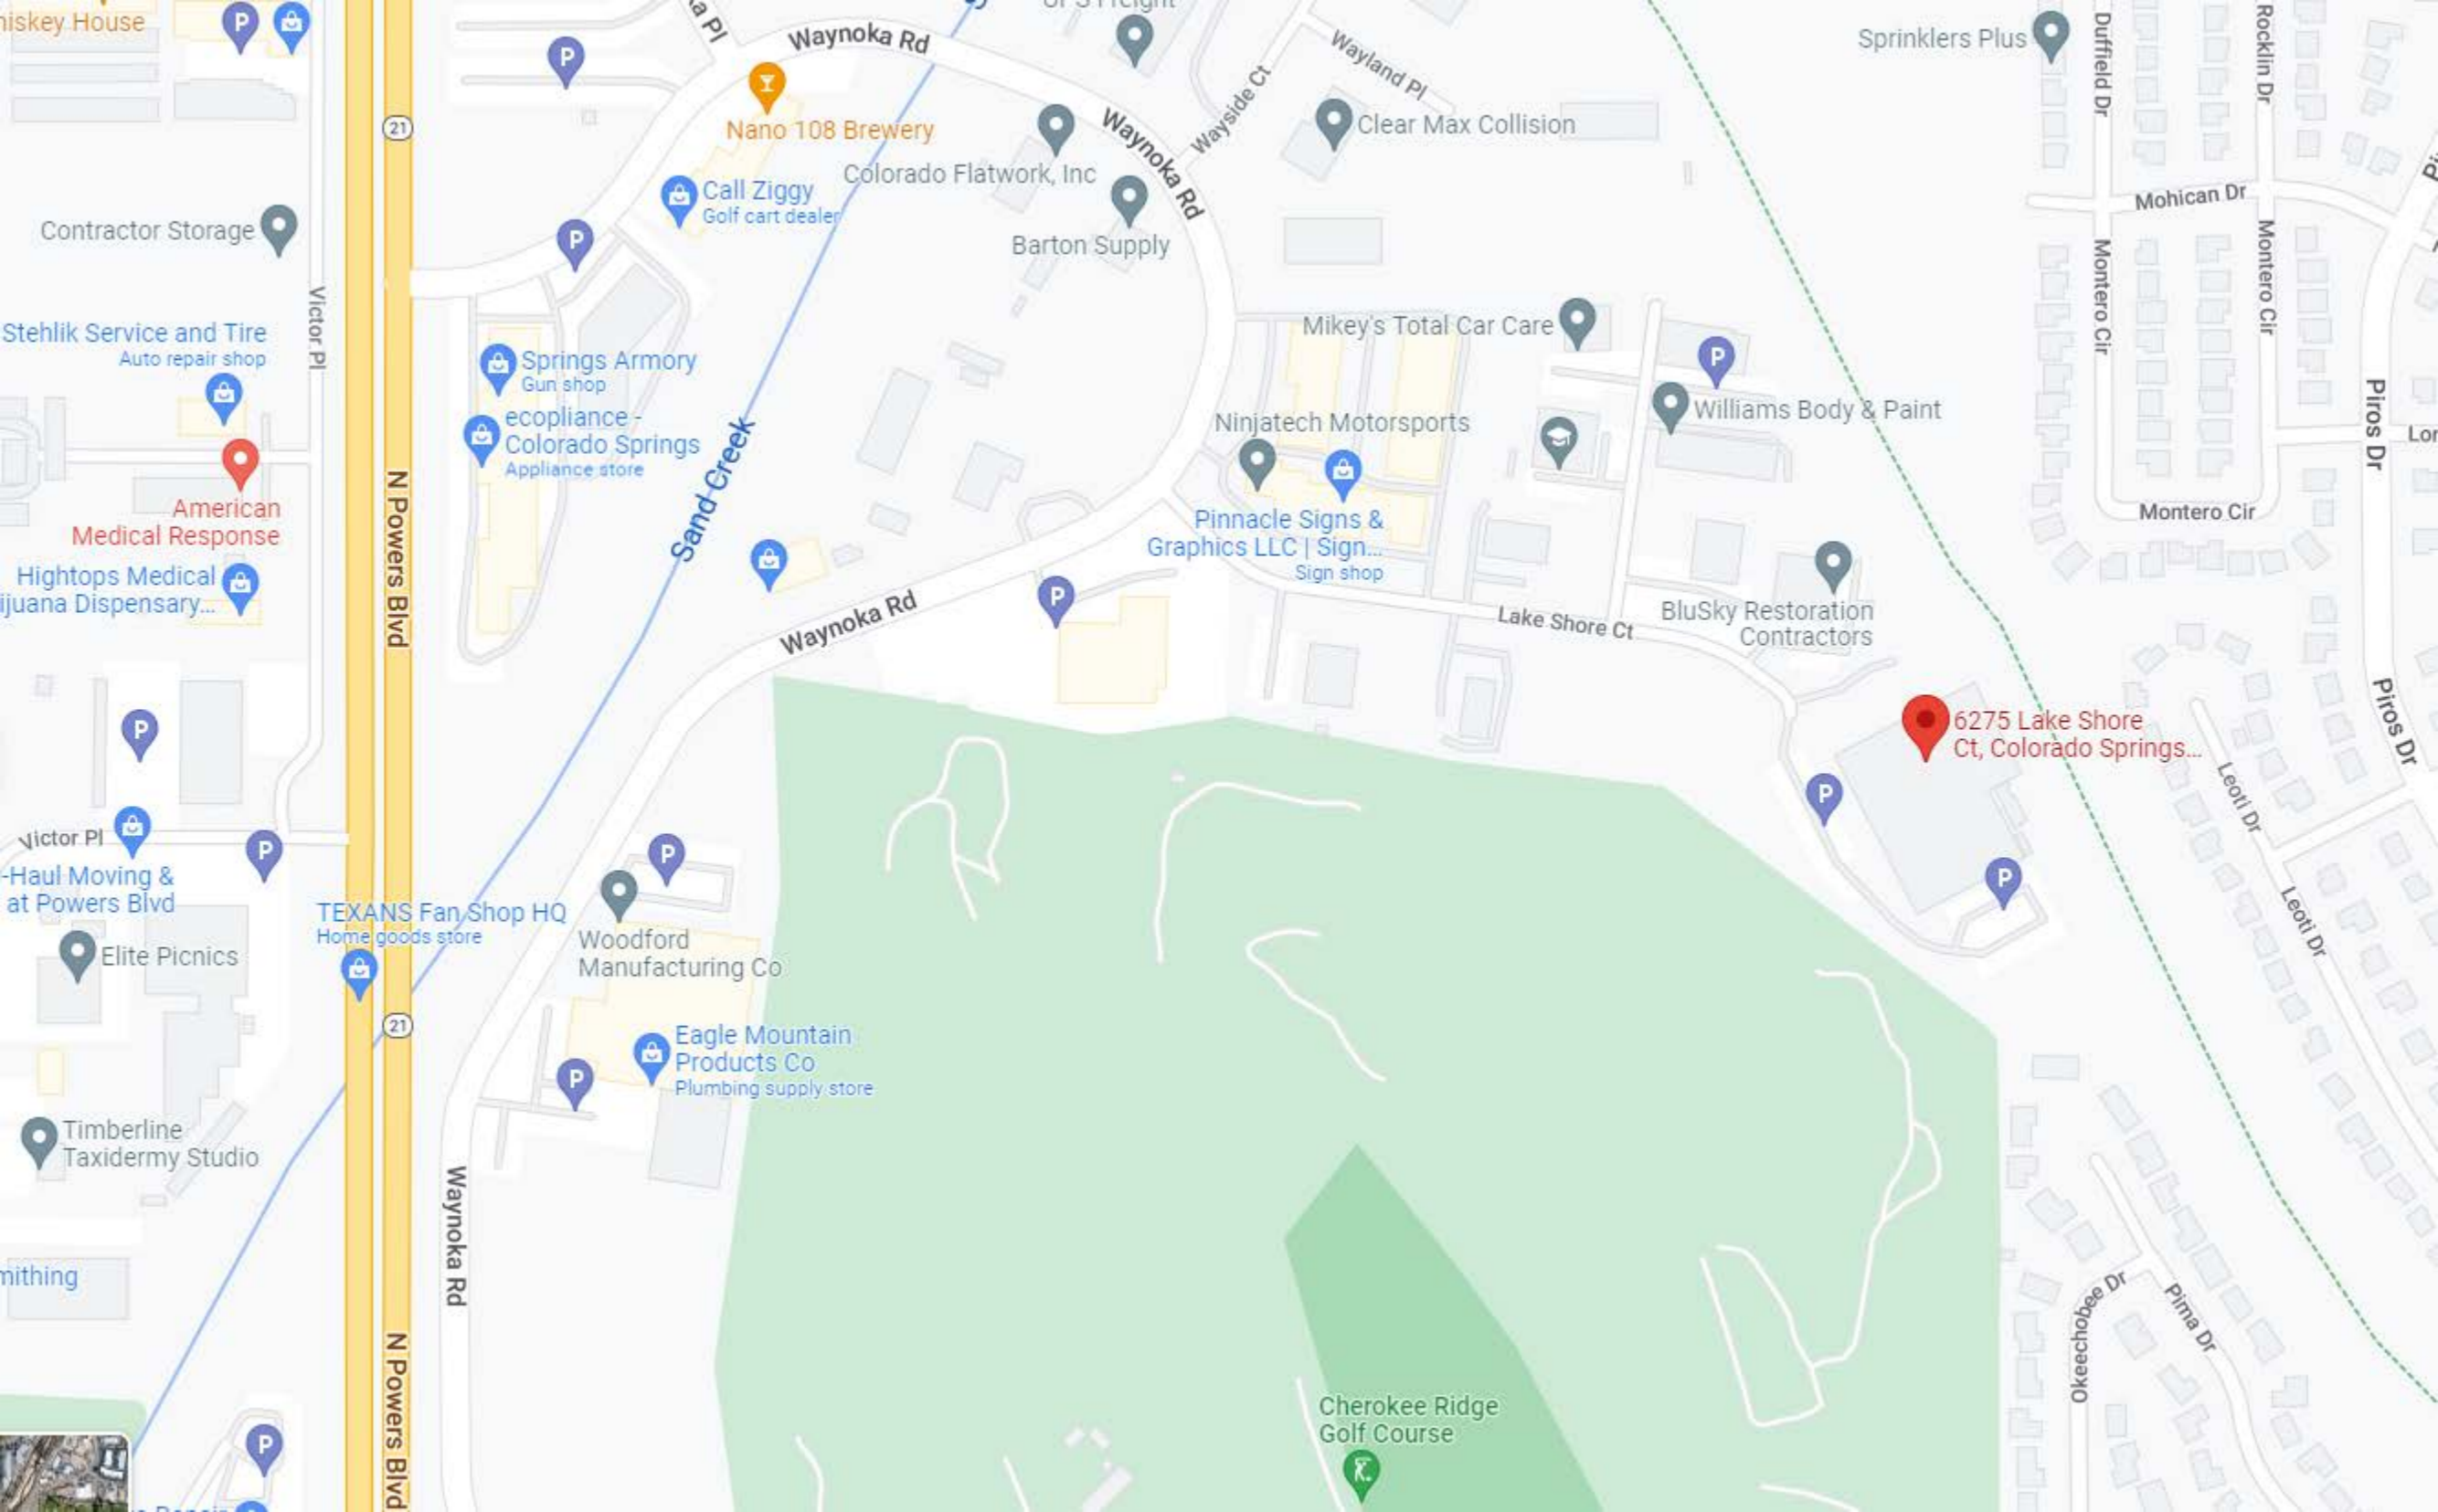 hiskey House
P
Waynoka Rd
UPS Freight
Wayland Pl
Sprinklers Plus
Duffield Dr
Rocklin Dr
P
21
Nano 108 Brewery
Colorado Flatwork, Inc
Waynoka Rd
Wayside Ct
Clear Max Collision
Call Ziggy
Golf cart dealer
Barton Supply
Mohican Dr
Contractor Storage
P
Victor Pl
Montero Cir
Montero Cir
Stehlik Service and Tire
Auto repair shop
Springs Armory
Gun shop
Mikey's Total Car Care
P
ecopliance -
Colorado Springs
Appliance store
Sand Creek
Ninjatech Motorsports
Williams Body & Paint
Piros Dr
Lor
American
Medical Response
N Powers Blvd
Pinnacle Signs &
Graphics LLC | Sign...
Sign shop
Montero Cir
Hightops Medical
ijuana Dispensary...
Waynoka Rd
P
Lake Shore Ct
BluSky Restoration
Contractors
P
6275 Lake Shore
Ct, Colorado Springs...
Piros Dr
Leoti Dr
P
Victor Pl
P
P
-Haul Moving &
at Powers Blvd
TEXANS Fan Shop HQ
Home goods store
P
Leoti Dr
Elite Picnics
Woodford
Manufacturing Co
21
Eagle Mountain
Products Co
Plumbing supply store
P
Timberline
Taxidermy Studio
Waynoka Rd
mithing
Okeechobee Dr
Pima Dr
N Powers Blvd
Cherokee Ridge
Golf Course
P